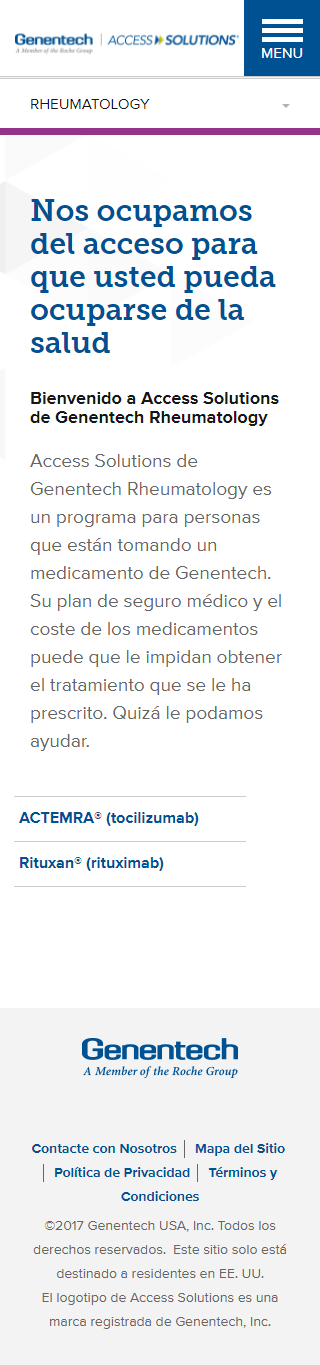 Genentech
A Member of the Roche Group
ACCESS SOLUTIONS®
MENU
RHEUMATOLOGY
Nos ocupamos
del acceso para
que usted pueda
ocuparse de la
salud
Bienvenido a Access Solutions
de Genentech Rheumatology
Access Solutions de
Genentech Rheumatology es
un programa para personas
que están tomando un
medicamento de Genentech.
Su plan de seguro médico y el
coste de los medicamentos
puede que le impidan obtener
el tratamiento que se le ha
prescrito. Quizá le podamos
ayudar.
ACTEMRA® (tocilizumab)
Rituxan® (rituximab)
Genentech
A Member of the Roche Group
Contacte con Nosotros | Mapa del Sitio
| Política de Privacidad | Términos y
Condiciones
©2017 Genentech USA, Inc. Todos los
derechos reservados. Este sitio solo está
destinado a residentes en EE. UU.
El logotipo de Access Solutions es una
marca registrada de Genentech, Inc.